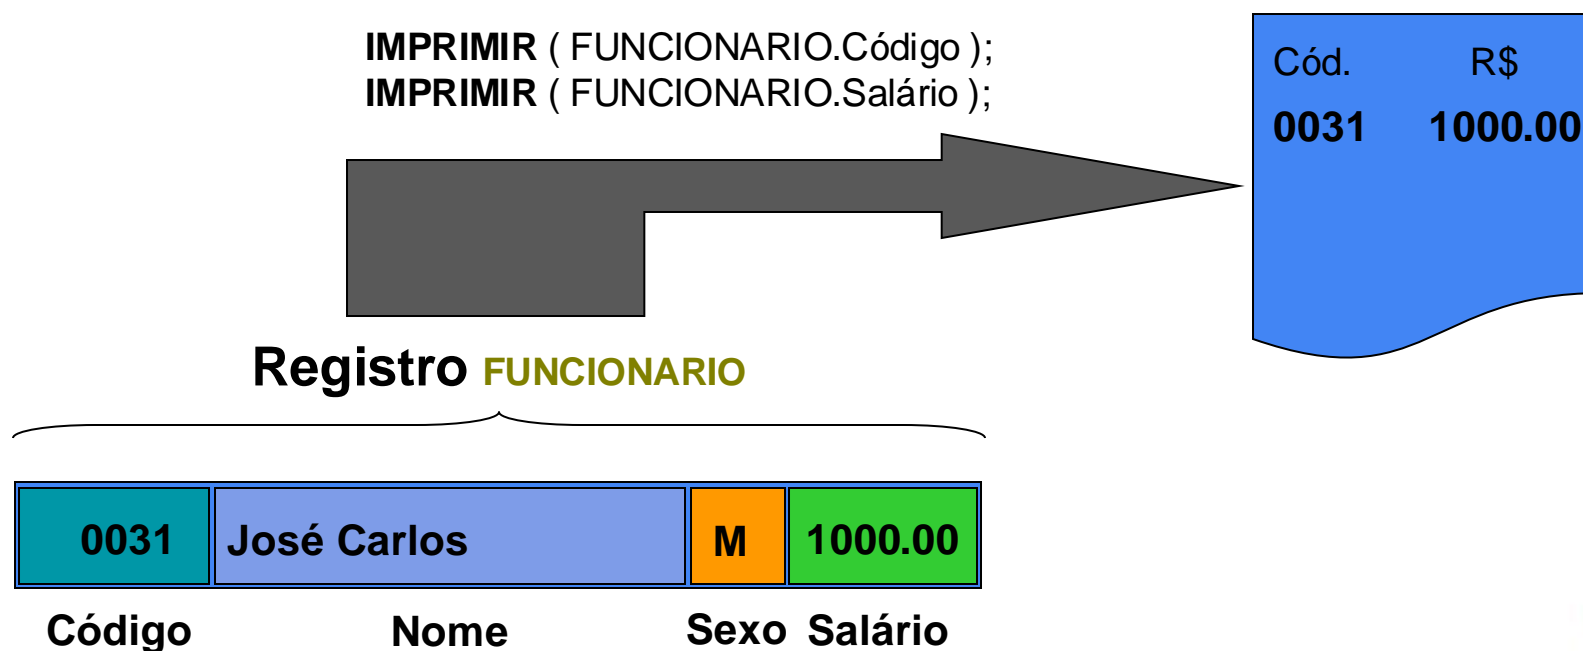 IMPRIMIR ( FUNCIONARIO.Código );
IMPRIMIR ( FUNCIONARIO.Salário );
Cód. R$
0031 1000.00
Registro FUNCIONARIO
0031 José Carlos M 1000.00
Código Nome Sexo Salário